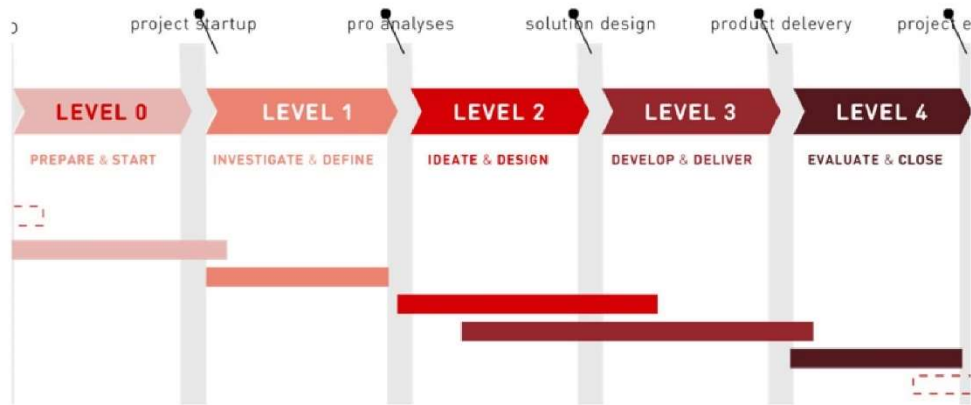 project startup
pro analyses
solution design
product delevery
project e
LEVEL 0
LEVEL 1
LEVEL 2
LEVEL 3
LEVEL 4
PREPARE & START
INVESTIGATE & DEFINE
IDEATE & DESIGN
DEVELOP & DELIVER
EVALUATE & CLOSE